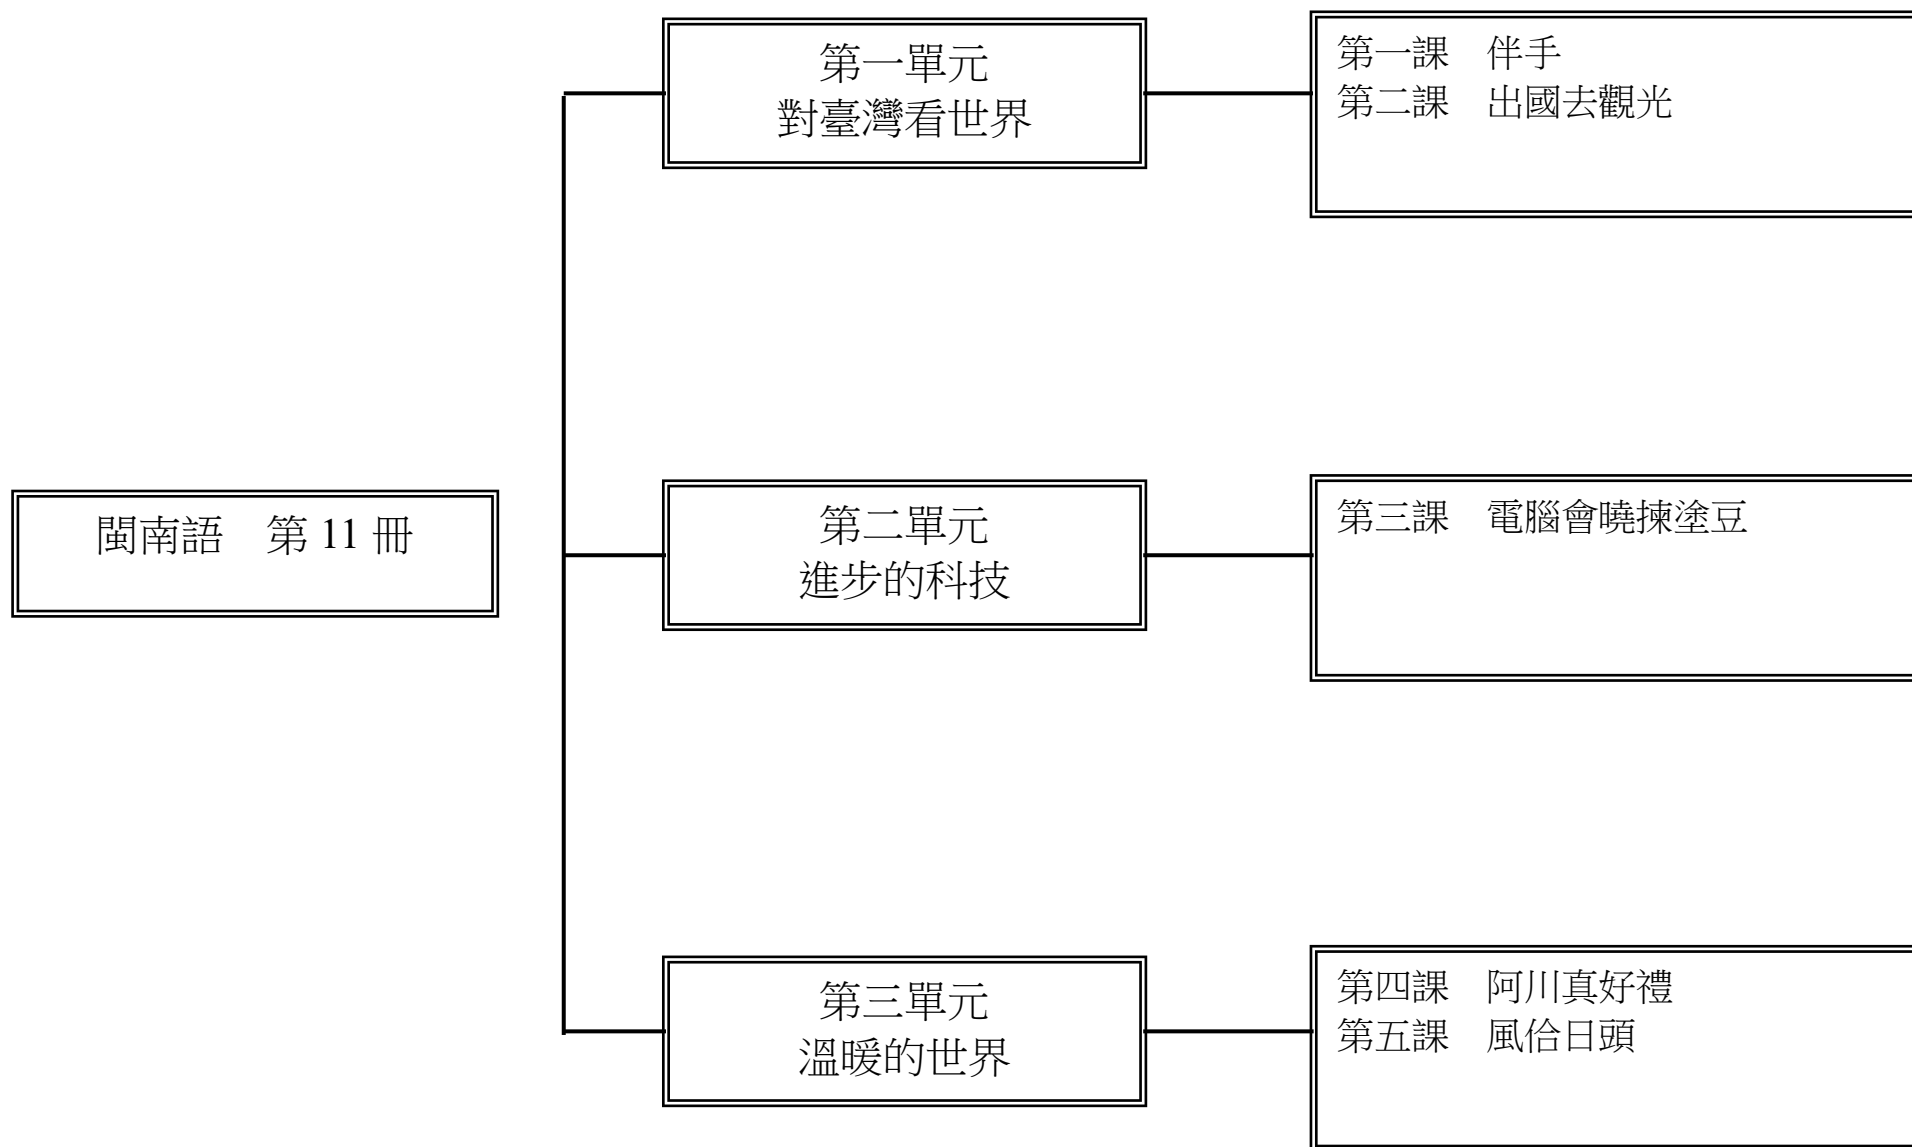 閩南語　第 11 冊
第一單元
對臺灣看世界
第一課　伴手
第二課　出國去觀光
第二單元
進步的科技
第三課　電腦會曉揀塗豆
第三單元
溫暖的世界
第四課　阿川真好禮
第五課　風佮日頭